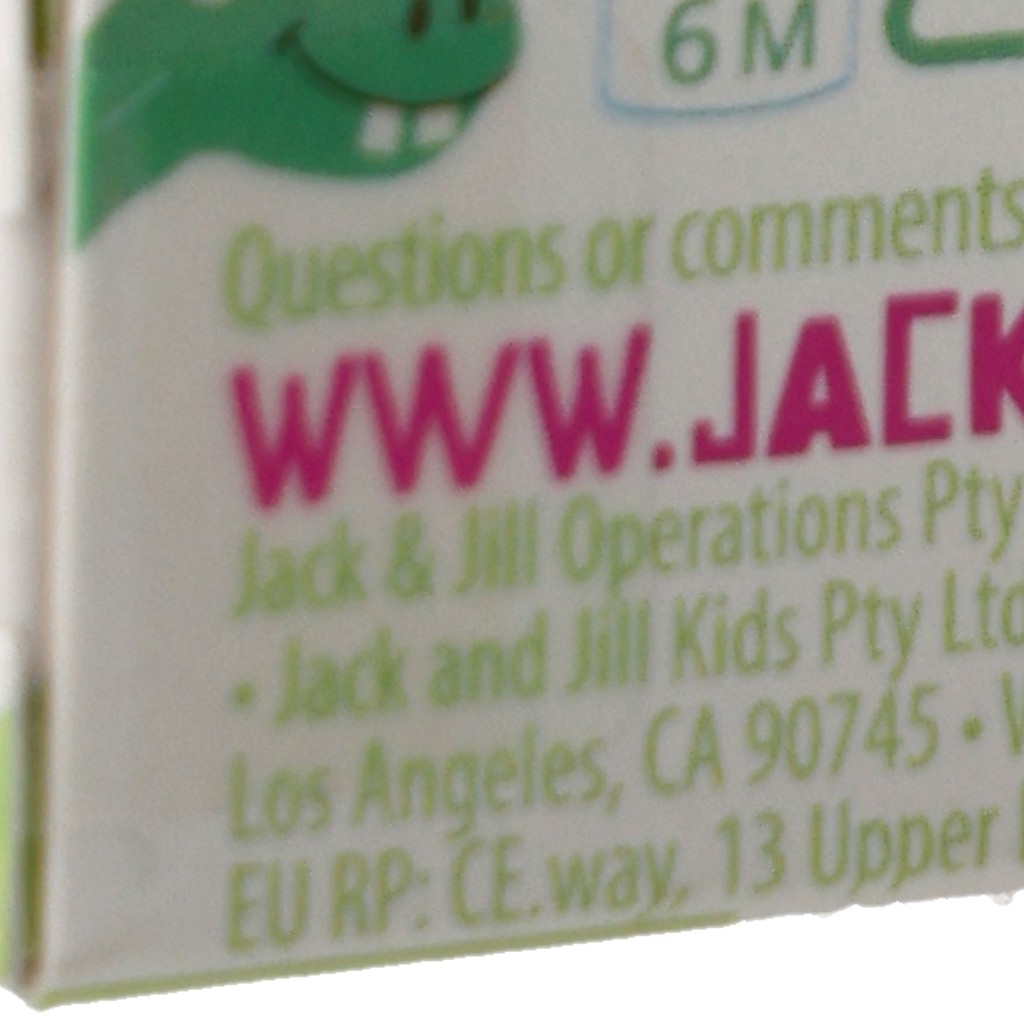 6M
Questions or comments
WWW.JACK
Jack & Jill Operations Pty
• Jack and Jill Kids Pty Ltd
Los Angeles, CA 90745 •
EU RP: CE.way, 13 Upper